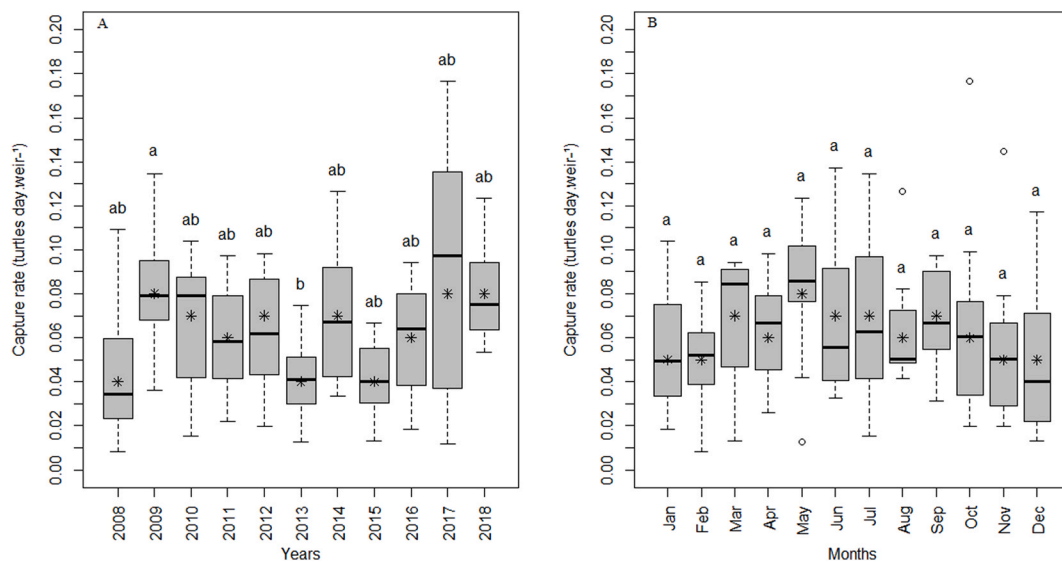 A
Capture rate (turtles day.weir-¹)
0.20
0.18
0.16
0.14
0.12
0.10
0.08
0.06
0.04
0.02
0.00
ab
a
ab
ab
ab
b
ab
ab
ab
ab
ab
2008
2009
2010
2011
2012
2013
2014
2015
2016
2017
2018
Years
B
Capture rate (turtles day.weir-¹)
0.20
0.18
0.16
0.14
0.12
0.10
0.08
0.06
0.04
0.02
0.00
a
a
a
a
a
a
a
a
a
a
a
a
Jan
Feb
Mar
Apr
May
Jun
Jul
Aug
Sep
Oct
Nov
Dec
Months